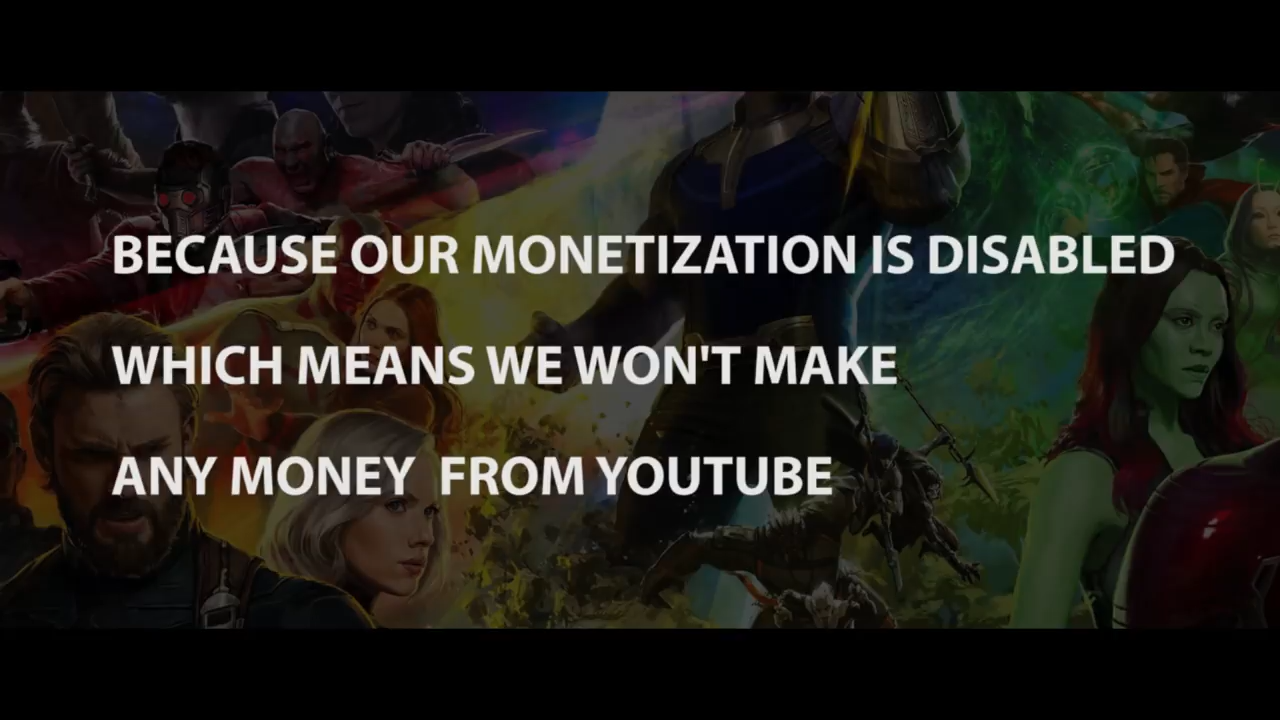 BECAUSE OUR MONETIZATION IS DISABLED
WHICH MEANS WE WON'T MAKE
ANY MONEY  FROM YOUTUBE